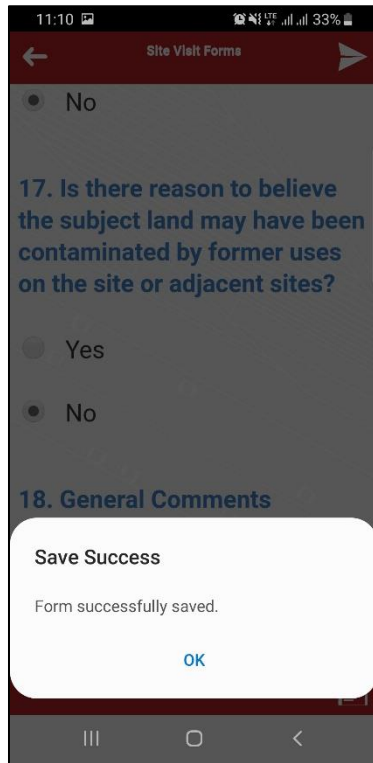 11:10 LTE 33%
Site Visit Forms
No
17. Is there reason to believe
the subject land may have been
contaminated by former uses
on the site or adjacent sites?
Yes
No
18. General Comments
Save Success
Form successfully saved.
OK